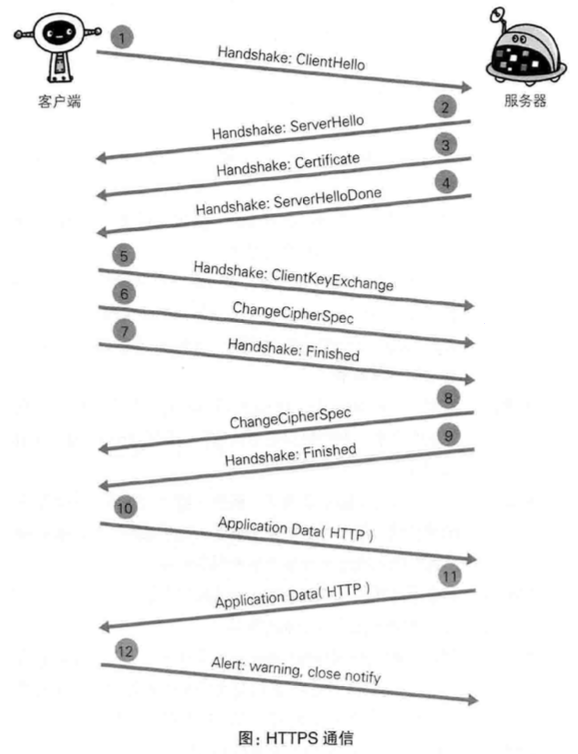 1
Handshake: ClientHello
客户端
服务器
2
Handshake: ServerHello
3
Handshake: Certificate
4
Handshake: ServerHelloDone
5
Handshake: ClientKeyExchange
6
ChangeCipherSpec
7
Handshake: Finished
8
ChangeCipherSpec
9
Handshake: Finished
10
Application Data( HTTP )
11
Application Data( HTTP )
12
Alert: warning, close notify
图：HTTPS 通信